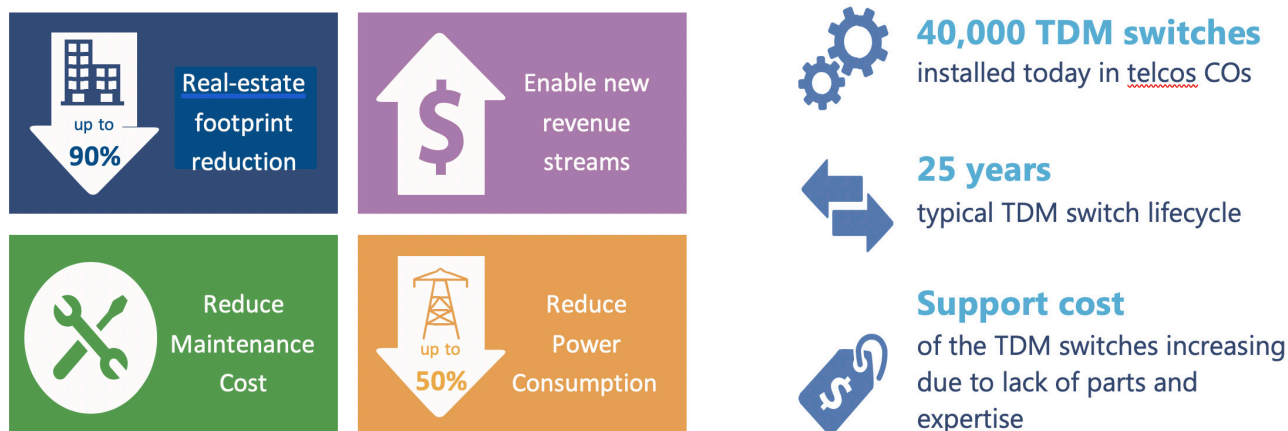 up to
90%
Real-estate
footprint
reduction
$
Enable new
revenue
streams
Reduce
Maintenance
Cost
up to
50%
Reduce
Power
Consumption
40,000 TDM switches
installed today in telcos COs
25 years
typical TDM switch lifecycle
$
Support cost
of the TDM switches increasing
due to lack of parts and
expertise